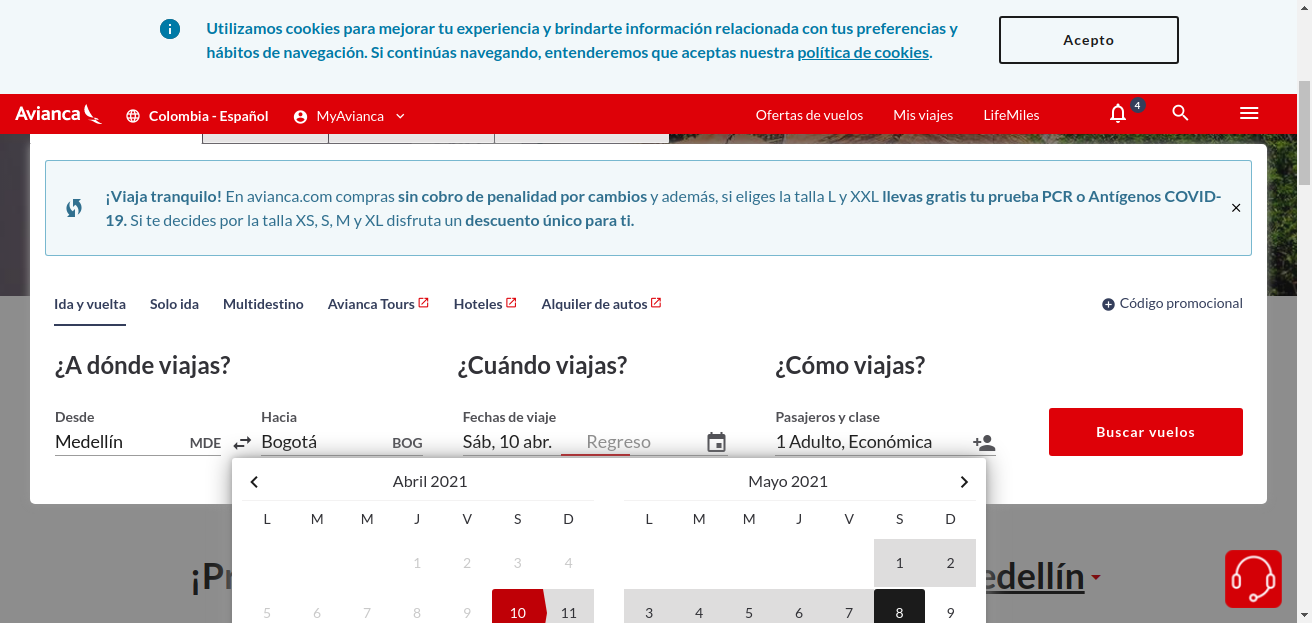 Utilizamos cookies para mejorar tu experiencia y brindarte información relacionada con tus preferencias y
hábitos de navegación. Si continúas navegando, entenderemos que aceptas nuestra política de cookies.
Acepto
Avianca
Colombia - Español
MyAvianca
Ofertas de vuelos
Mis viajes
LifeMiles
4
¡Viaja tranquilo! En avianca.com compras sin cobro de penalidad por cambios y además, si eliges la talla L y XXL llevas gratis tu prueba PCR o Antígenos COVID-
19. Si te decides por la talla XS, S, M y XL disfruta un descuento único para ti.
Ida y vuelta
Solo ida
Multidestino
Avianca Tours
Hoteles
Alquiler de autos
Código promocional
¿A dónde viajas?
¿Cuándo viajas?
¿Cómo viajas?
Desde
Hacia
Fechas de viaje
Pasajeros y clase
Medellín MDE
Bogotá BOG
Sáb, 10 abr.
Regreso
1 Adulto, Económica
Buscar vuelos
Abril 2021
Mayo 2021
L M M J V S D
L M M J V S D
1 2 3 4
1 2
5 6 7 8 9 10 11
3 4 5 6 7 8 9